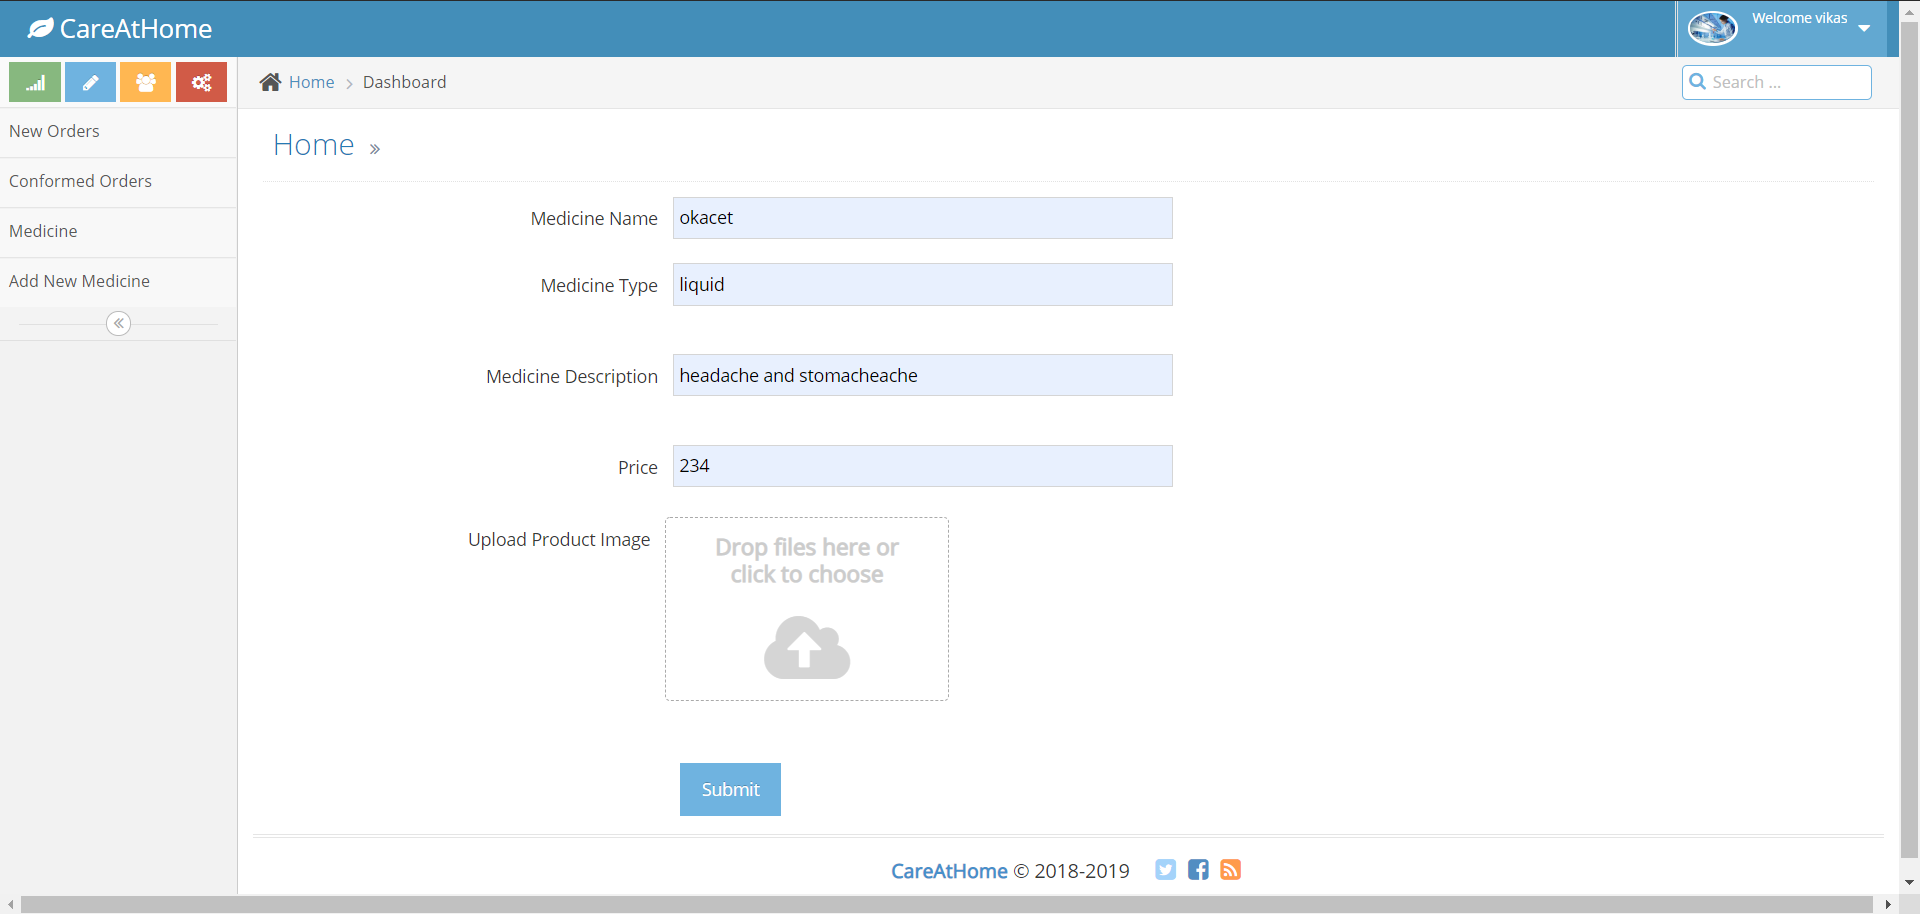 CareAtHome
Welcome vikas
Home
Dashboard
Search ...
New Orders
Conformed Orders
Medicine
Add New Medicine
Home »
Medicine Name
okacet
Medicine Type
liquid
Medicine Description
headache and stomacheache
Price
234
Upload Product Image
Drop files here or
click to choose
Submit
CareAtHome © 2018-2019